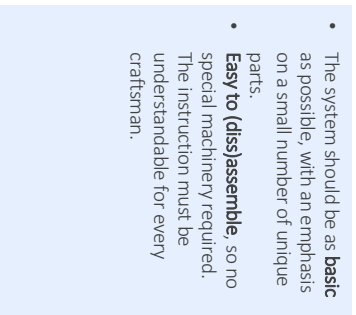 • The system should be as basic
as possible, with an emphasis
on a small number of unique
parts.
• Easy to (diss)assemble, so no
special machinery required.
The instruction must be
understandable for every
craftsman.